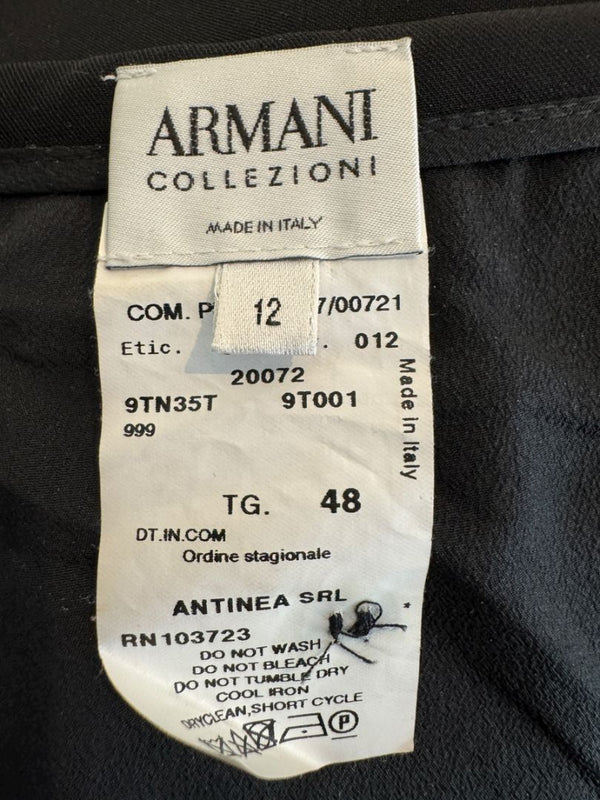 ARMANI
COLLEZIONI
MADE IN ITALY
12
COM. P 7/00721
Etic. . 012
20072
9TN35T 9T001
999
Made in Italy
TG. 48
DT.IN.COM
Ordine stagionale
ANTINEA SRL
RN103723
DO NOT WASH
DO NOT BLEACH
DO NOT TUMBLE DRY
COOL IRON
DRYCLEAN,SHORT CYCLE
P